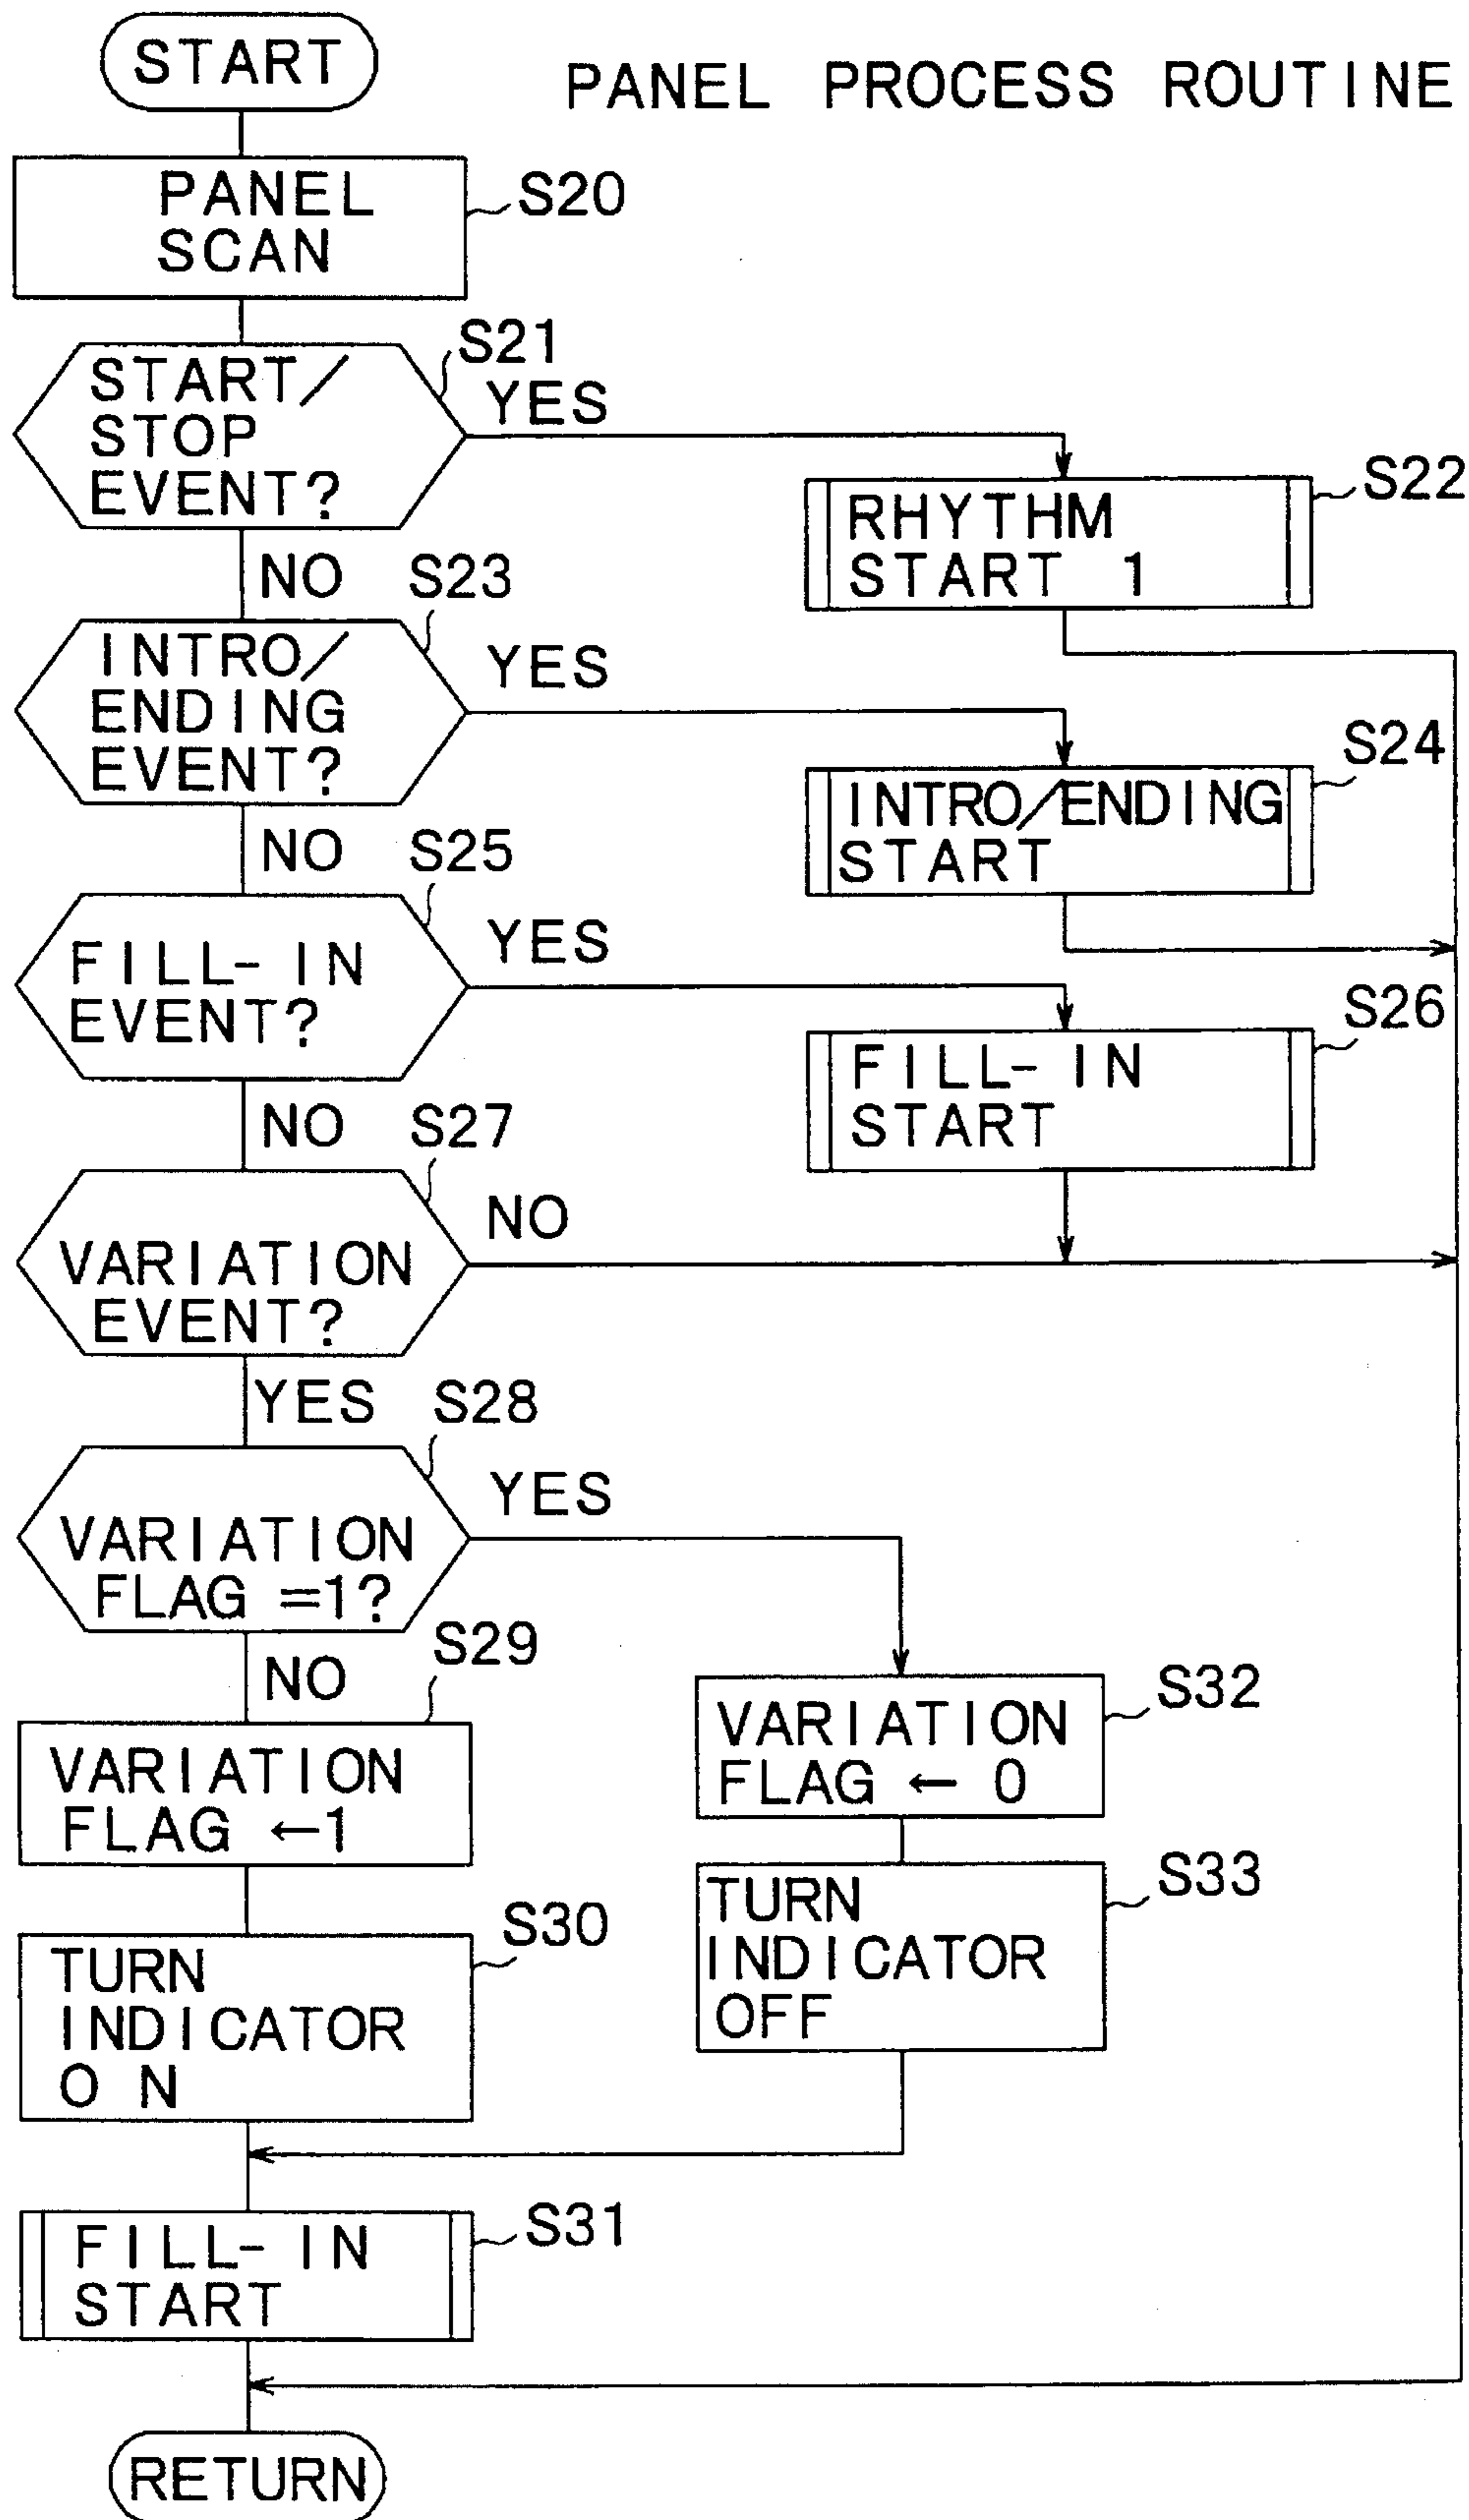 START
PANEL PROCESS ROUTINE
PANEL
SCAN
S20
START/
STOP
EVENT?
S21
YES
RHYTHM
START 1
S22
NO
S23
INTRO/
ENDING
EVENT?
YES
INTRO/ENDING
START
S24
NO
S25
FILL-IN
EVENT?
YES
FILL-IN
START
S26
NO
S27
VARIATION
EVENT?
NO
YES
S28
VARIATION
FLAG =1?
YES
NO
S29
VARIATION
FLAG ←1
VARIATION
FLAG ← 0
S32
TURN
INDICATOR
ON
S30
TURN
INDICATOR
OFF
S33
FILL-IN
START
S31
RETURN